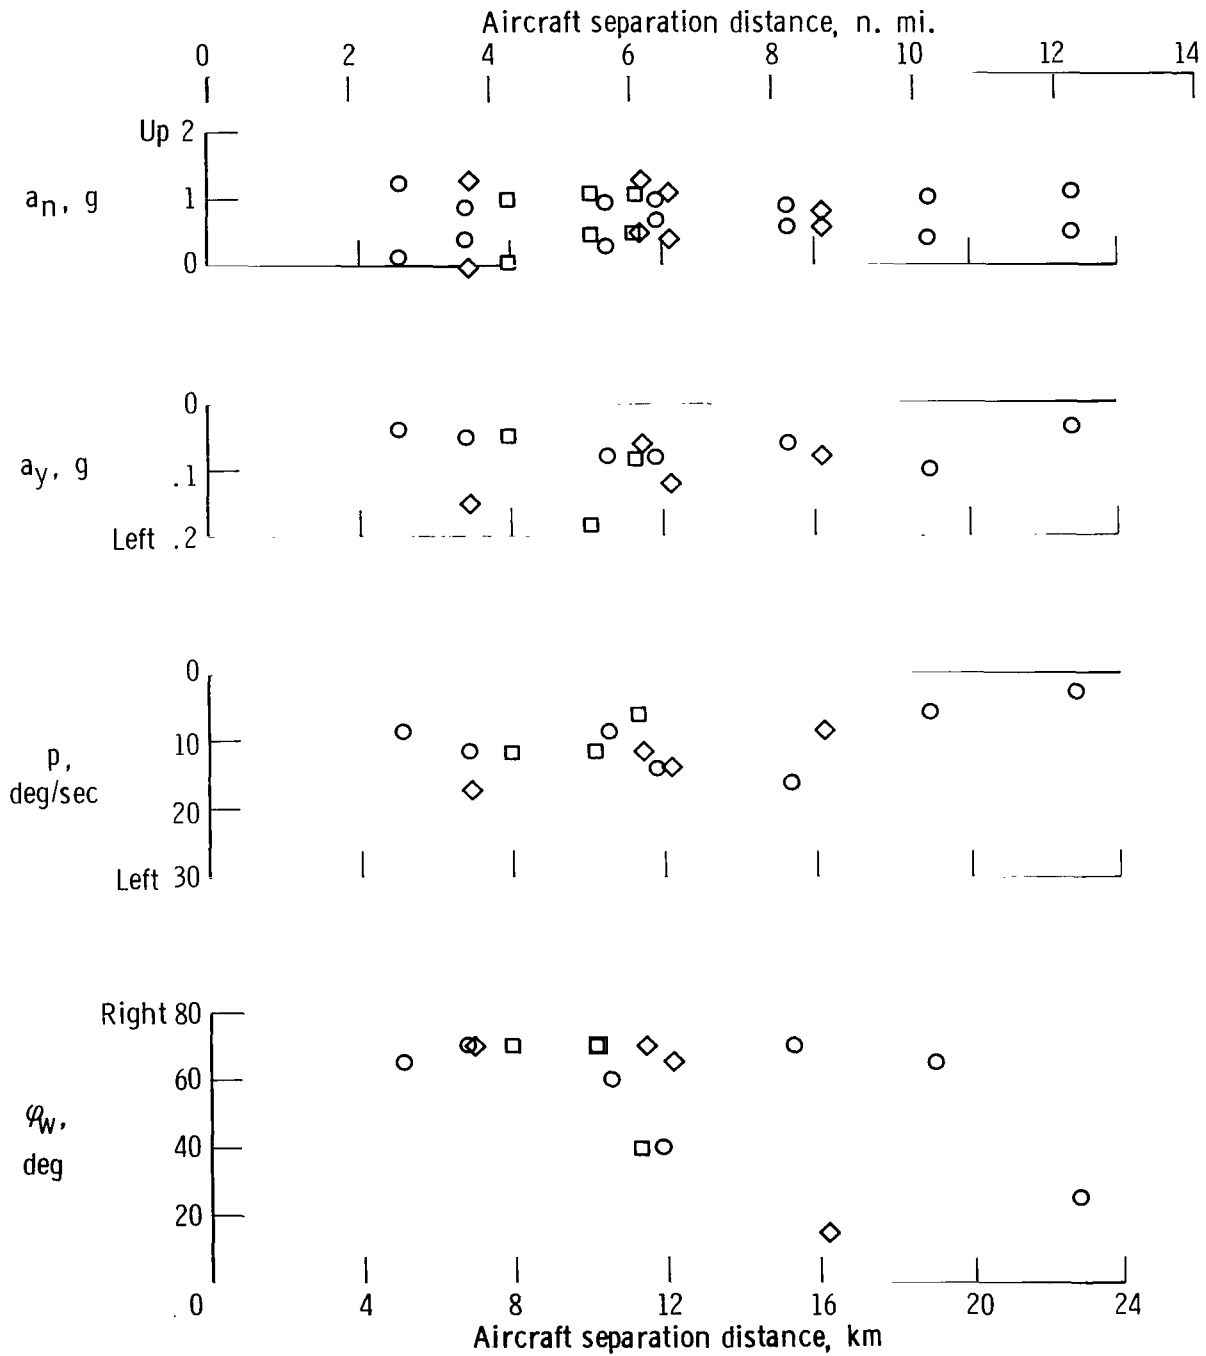 Aircraft separation distance, n. mi.
0 2 4 6 8 10 12 14
Up 2
an, g
1
0
0
ay, g
.1
Left .2
0
10
p,
deg/sec
20
Left 30
Right 80
60
φw,
40
deg
20
0 4 8 12 16 20 24
Aircraft separation distance, km